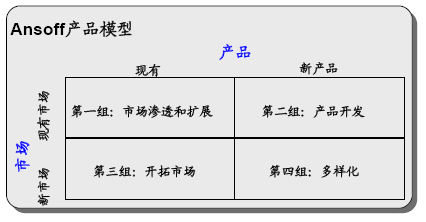 Ansoff产品模型
产品
现有
新产品
市场
现有市场
第一组：市场渗透和扩展
第二组：产品开发
新市场
第三组：开拓市场
第四组：多样化